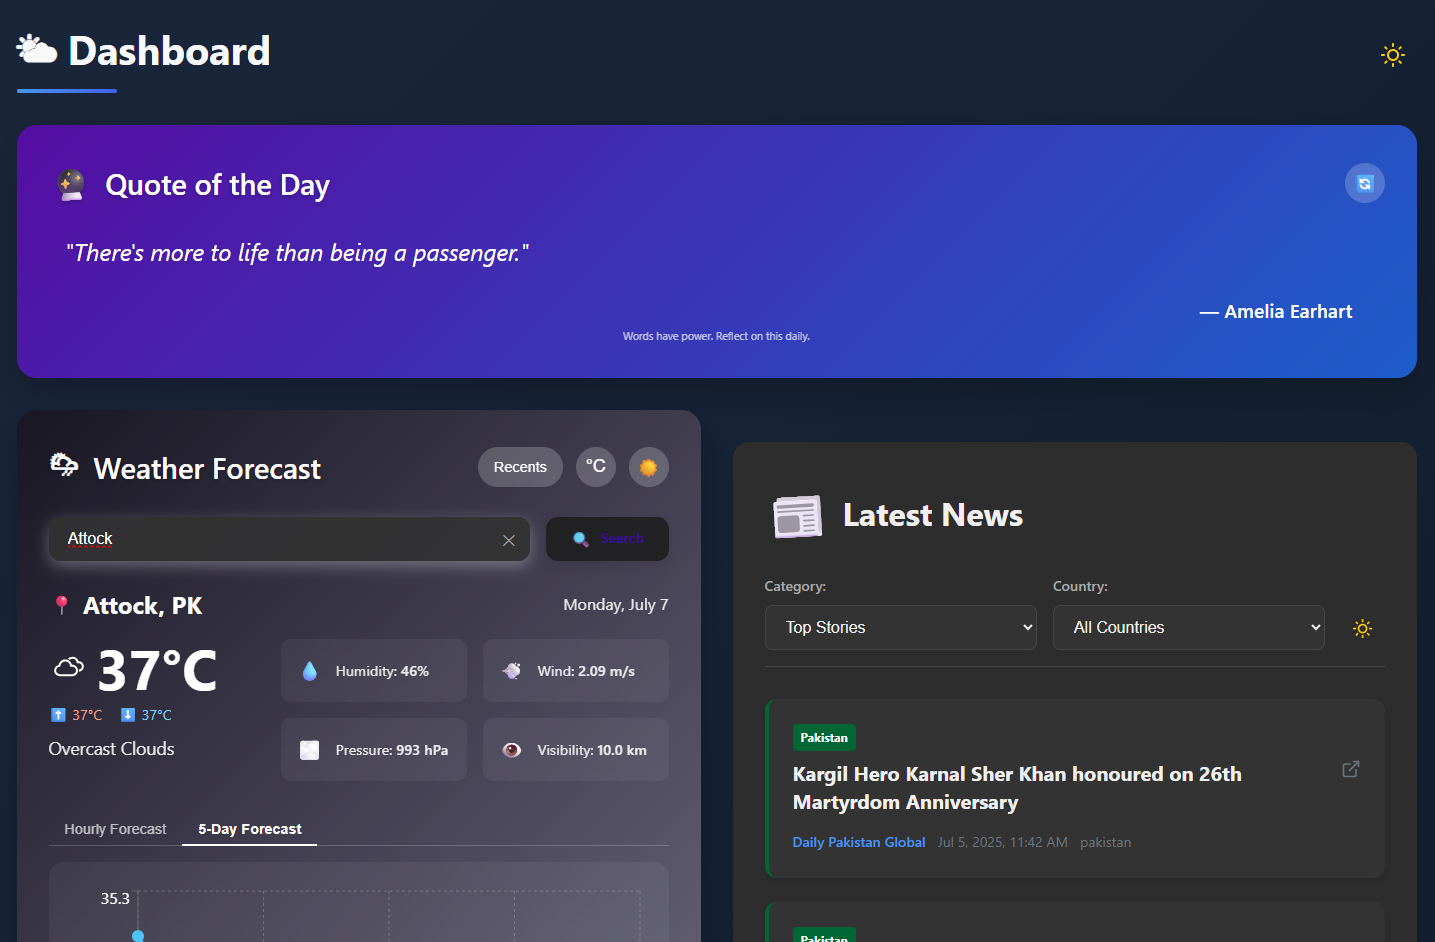 Dashboard
Quote of the Day
"There's more to life than being a passenger."
— Amelia Earhart
Words have power. Reflect on this daily.
Weather Forecast
Recents
°C
Attock
Search
Attock, PK
Monday, July 7
37°C
37°C
37°C
Overcast Clouds
Humidity: 46%
Wind: 2.09 m/s
Pressure: 993 hPa
Visibility: 10.0 km
Hourly Forecast
5-Day Forecast
35.3
Latest News
Category:
Country:
Top Stories
All Countries
Pakistan
Kargil Hero Karnal Sher Khan honoured on 26th
Martyrdom Anniversary
Daily Pakistan Global Jul 5, 2025, 11:42 AM pakistan
Pakistan